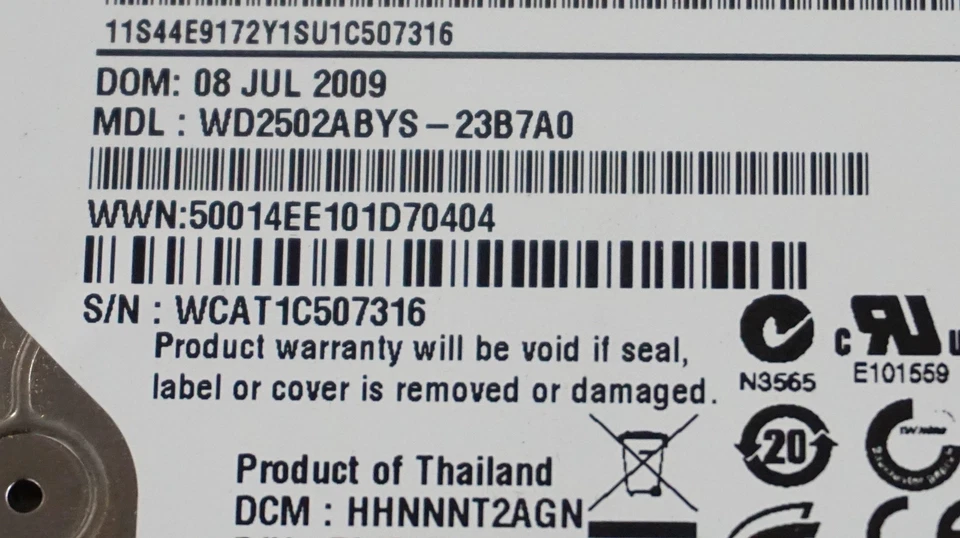 11S44E9172Y1SU1C507316
DOM: 08 JUL 2009
MDL : WD2502ABYS – 23B7A0
WWN:50014EE101D70404
S/N : WCAT1C507316
Product warranty will be void if seal,
label or cover is removed or damaged.
N3565
C
E101559
20
Product of Thailand
DCM : HHNNNT2AGN